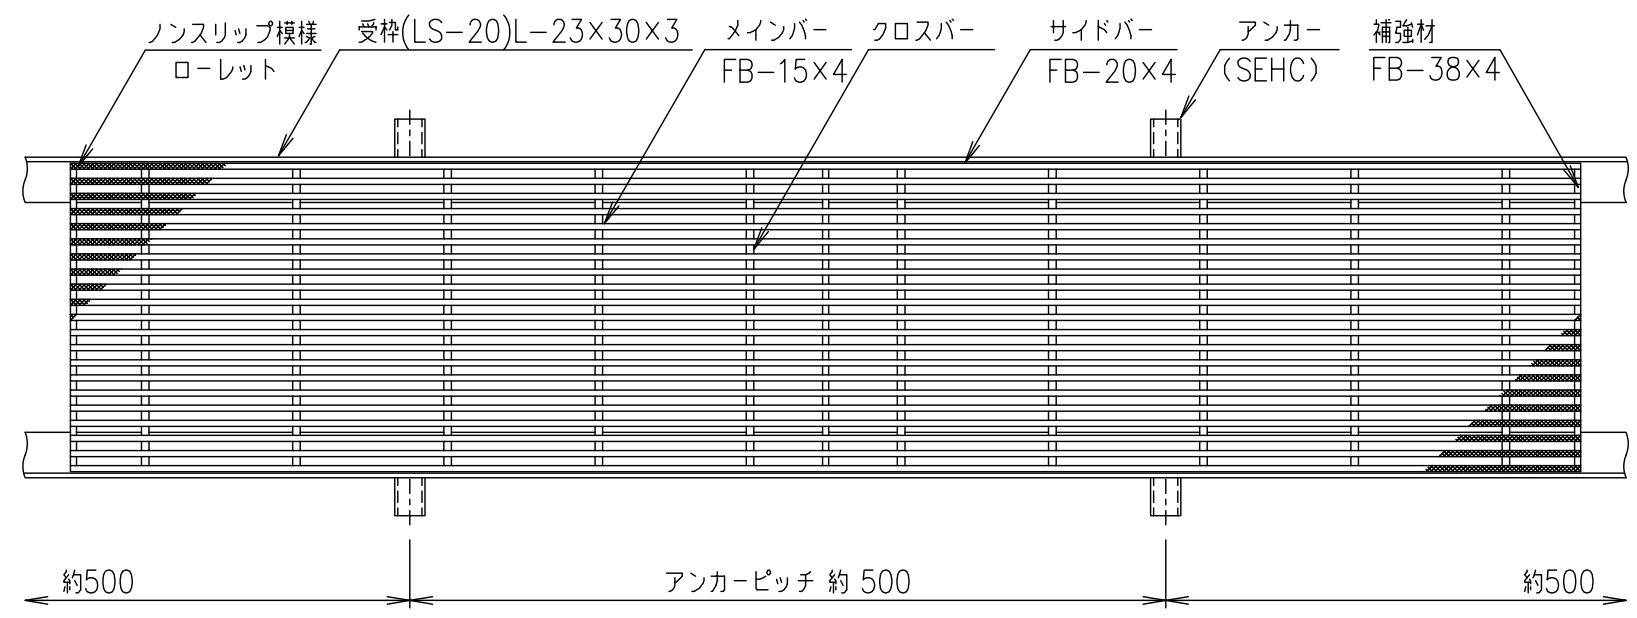 ノンスリップ模様
ローレット
受枠(LS-20)L-23×30×3
メインバー
FB-15×4
クロスバー
サイドバー
FB-20×4
アンカー
(SEHC)
補強材
FB-38×4
約500
アンカーピッチ 約 500
約500